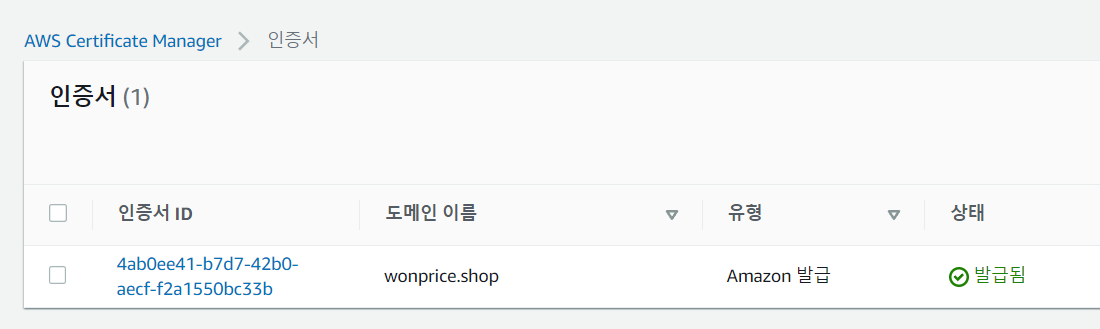 AWS Certificate Manager > 인증서
인증서 (1)
인증서 ID 도메인 이름 유형 상태
4ab0ee41-b7d7-42b0-
aecf-f2a1550bc33b wonprice.shop Amazon 발급 발급됨